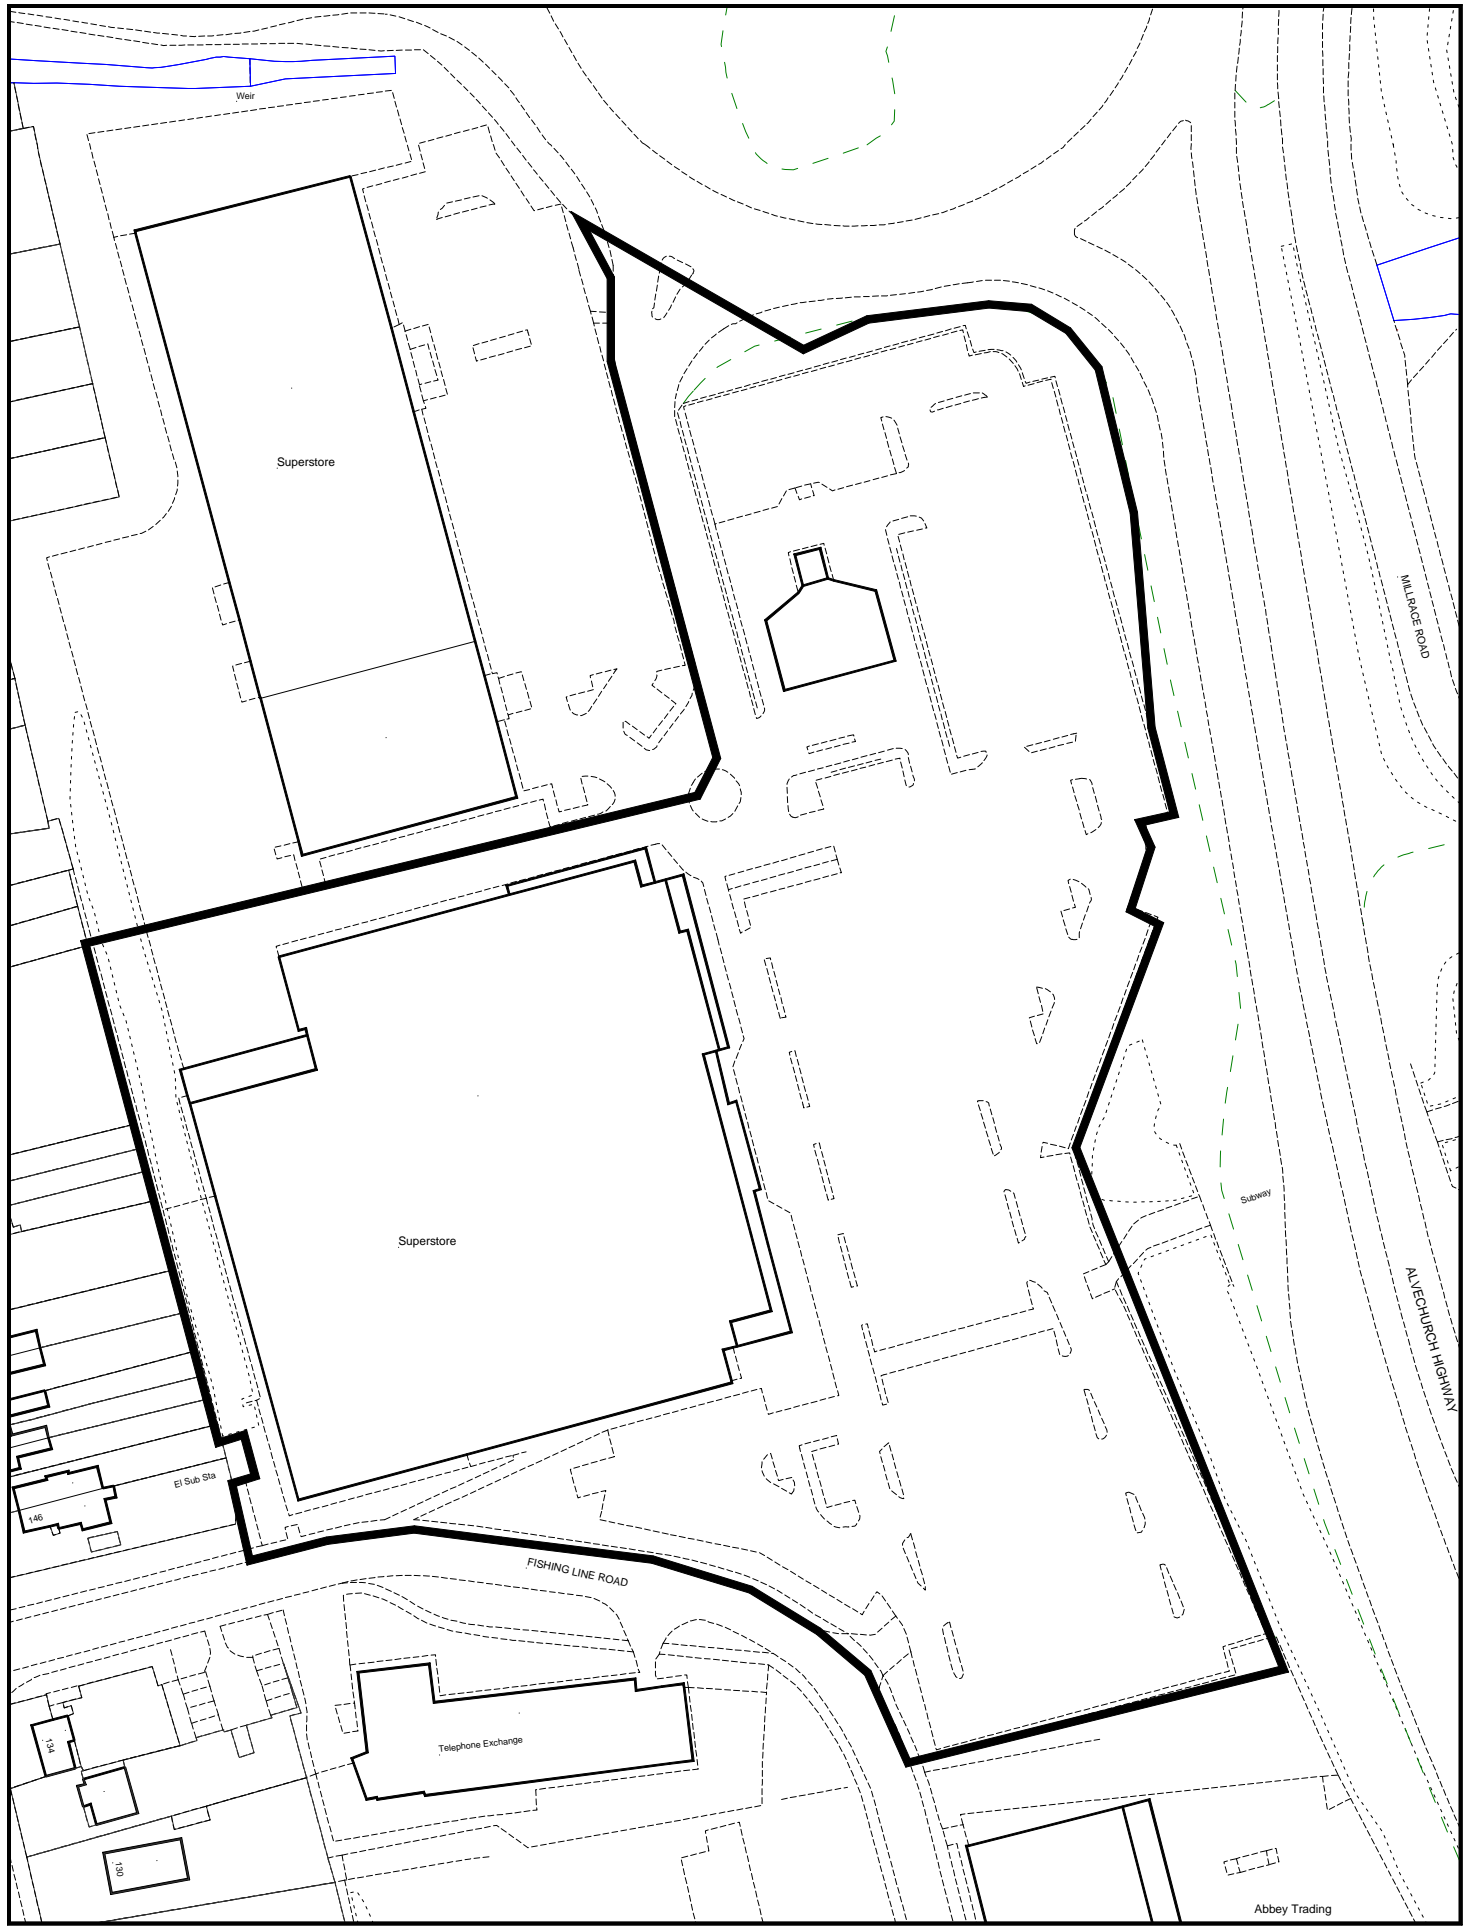 Weir
Superstore
MILLRACE ROAD
Subway
Superstore
ALVECHURCH HIGHWAY
El Sub Sta
146
FISHING LINE ROAD
134
Telephone Exchange
130
Abbey Trading